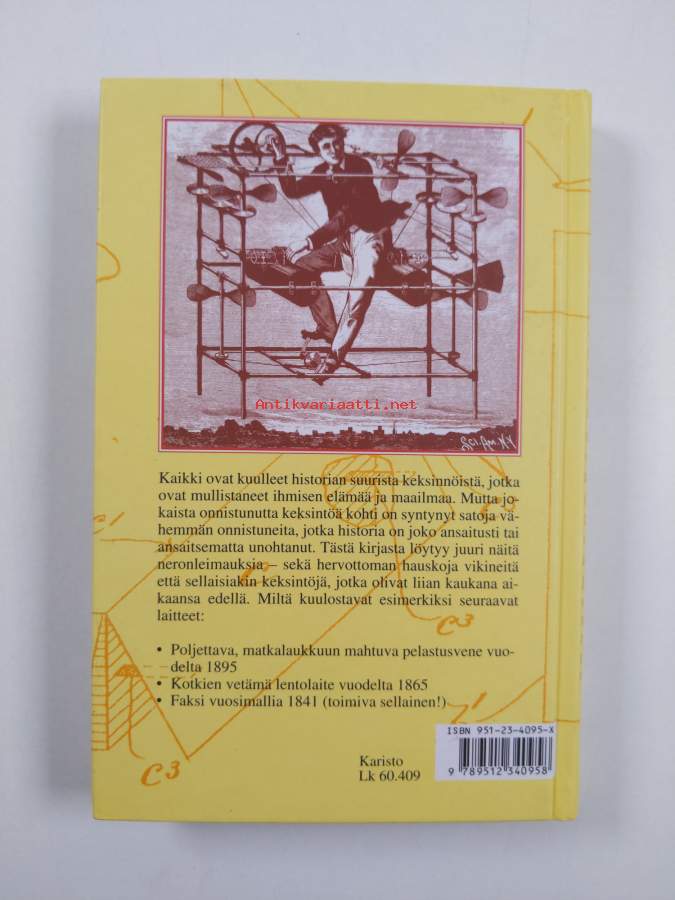 Antikvariaatti.net
SCI. AM. N.Y
Kaikki ovat kuulleet historian suurista keksinnöistä, jotka
ovat mullistaneet ihmisen elämää ja maailmaa. Mutta jo-
kaista onnistunutta keksintöä kohti on syntynyt satoja vä-
hemmän onnistuneita, jotka historia on joko ansaitusti tai
ansaitsematta unohtanut. Tästä kirjasta löytyy juuri näitä
neronleimauksia – sekä hervottoman hauskoja vikineitä
että sellaisiakin keksintöjä, jotka olivat liian kaukana ai-
kaansa edellä. Miltä kuulostavat esimerkiksi seuraavat
laitteet:
• Poljettava, matkalaukkuun mahtuva pelastusvene vuo-
delta 1895
• Kotkien vetämä lentolaite vuodelta 1865
• Faksi vuosimallia 1841 (toimiva sellainen!)
C3
C3
Karisto
Lk 60.409
ISBN 951-23-4095-X
9 789512 340958